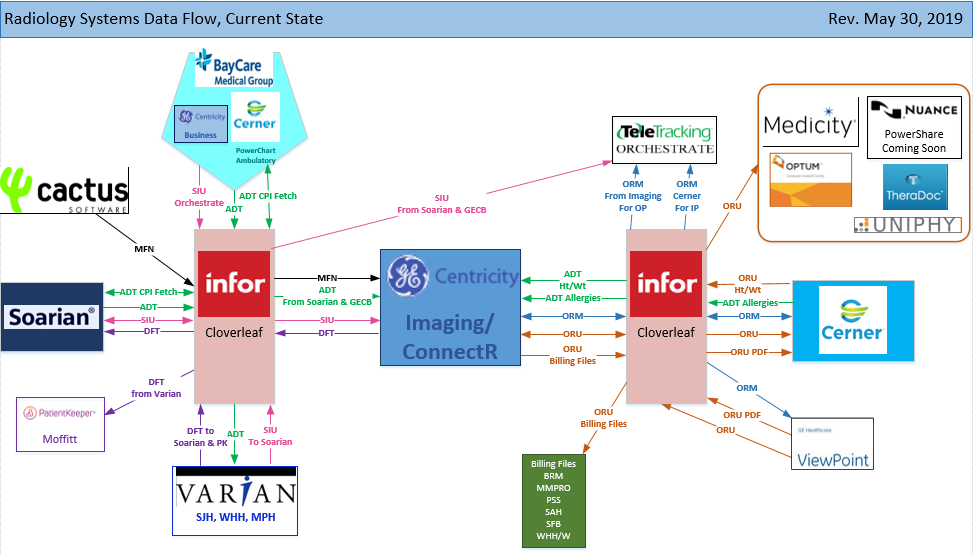 Radiology Systems Data Flow, Current State
Rev. May 30, 2019
BayCare
Medical Group
GE Centricity
Business
Cerner
PowerChart
Ambulatory
SIU
Orchestrate
ADT
ADT CPI Fetch
cactus
SOFTWARE
MFN
SIU
From Soarian & GECB
TeleTracking
ORCHESTRATE
ORM
From Imaging
For OP
ORM
Cerner
For IP
ORU
Medicity
NUANCE
PowerShare
Coming Soon
OPTUM™
TheraDoc
UNIPHY
Soarian®
ADT CPI Fetch
ADT
SIU
DFT
infor
Cloverleaf
MFN
ADT
From Soarian & GECB
SIU
DFT
GE Centricity
Imaging/
ConnectR
ADT
Ht/Wt
ADT Allergies
ORM
ORU
ORU
Billing Files
infor
Cloverleaf
ORU
Ht/Wt
ADT Allergies
ORM
ORU
ORU PDF
Cerner
DFT
from Varian
PatientKeeper
Moffitt
DFT to
Soarian & PK
ADT
SIU
To Soarian
VARIAN
SJH, WHH, MPH
ORU
Billing Files
Billing Files
BRM
MMPRO
PSS
SAH
SFB
WHH/W
ORM
ORU PDF
ORU
GE Healthcare
ViewPoint